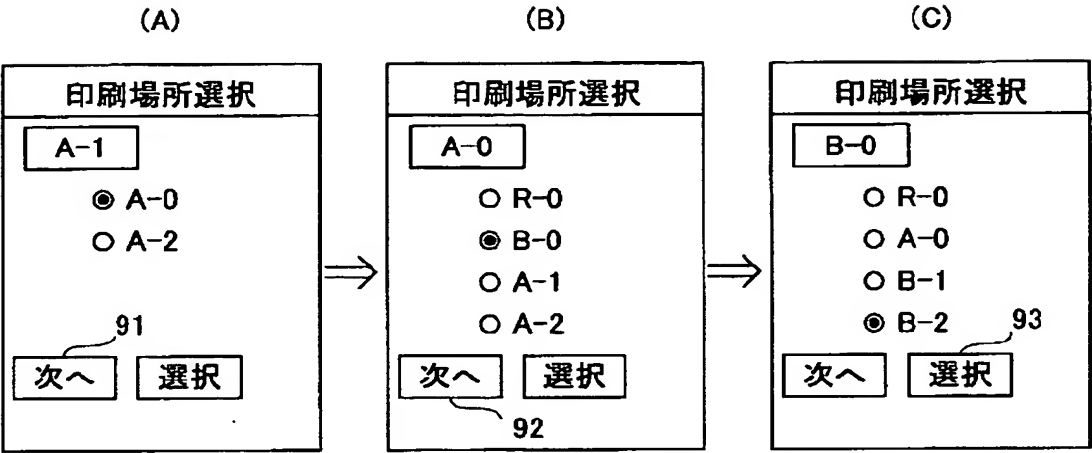 (A)
印刷場所選択
A-1
A-0
A-2
91
次へ 選択
(B)
印刷場所選択
A-0
R-0
B-0
A-1
A-2
次へ 選択
92
(C)
印刷場所選択
B-0
R-0
A-0
B-1
B-2
93
次へ 選択